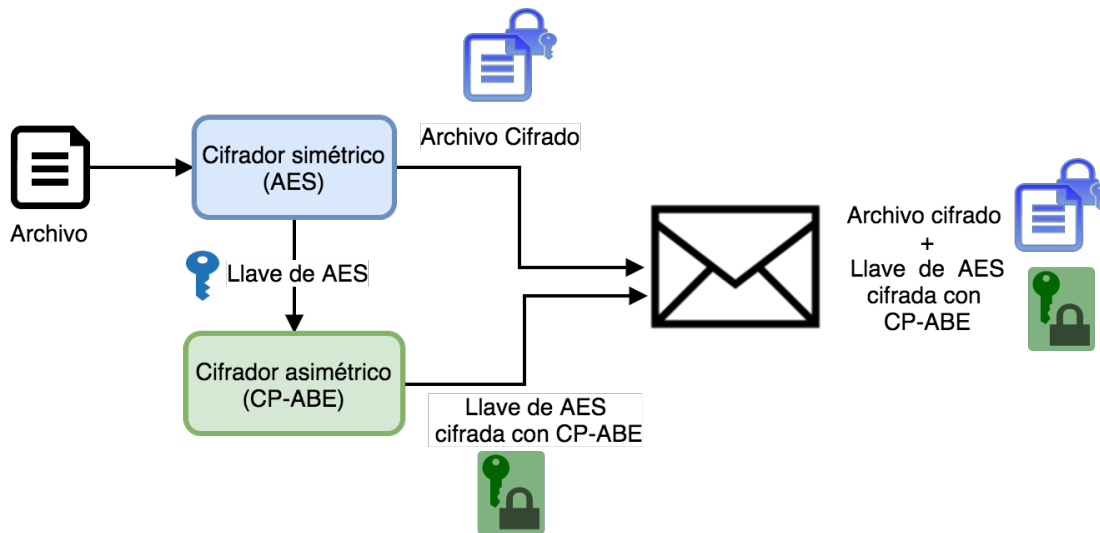 Archivo
Cifrador simétrico
(AES)
Archivo Cifrado
Llave de AES
Cifrador asimétrico
(CP-ABE)
Llave de AES
cifrada con CP-ABE
Archivo cifrado
+
Llave de AES
cifrada con
CP-ABE